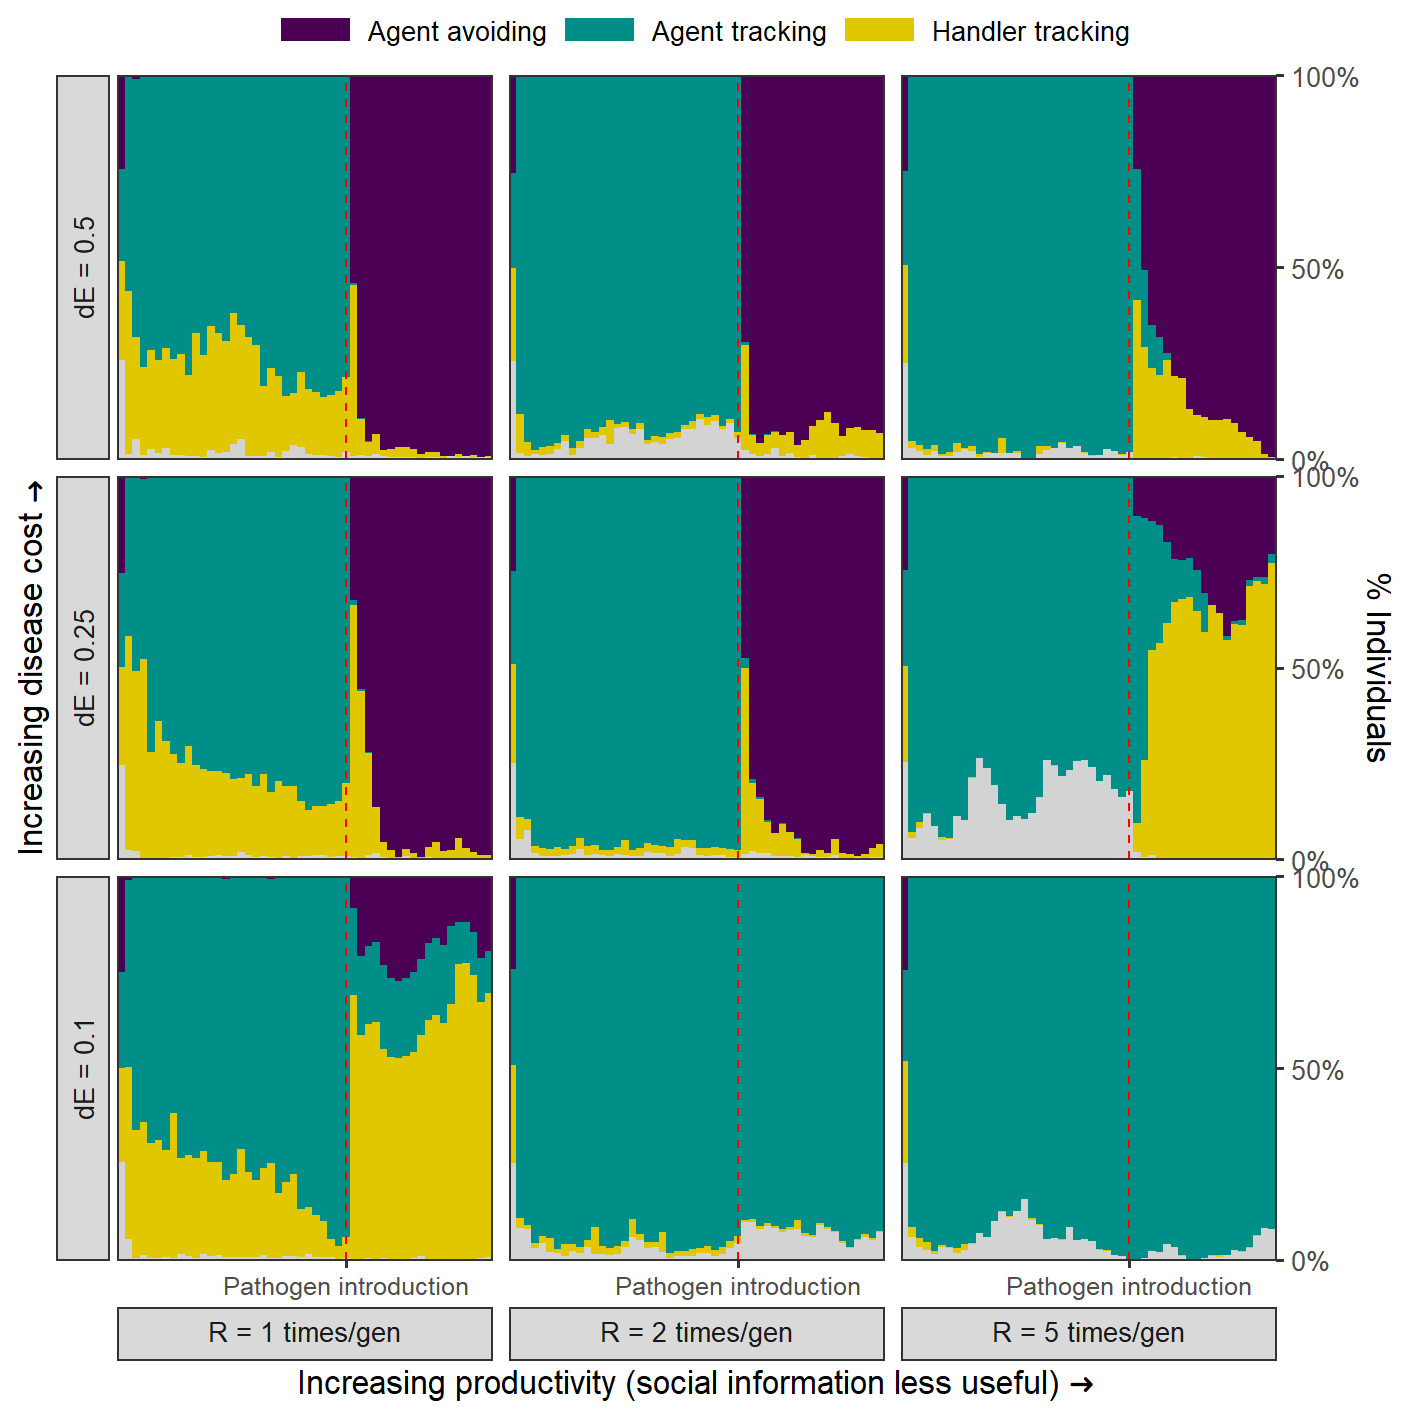 Agent avoiding Agent tracking Handler tracking
100%
50%
0%
dE = 0.5
100%
50%
0%
dE = 0.25
100%
50%
0%
dE = 0.1
Increasing disease cost →
% Individuals
Pathogen introduction Pathogen introduction Pathogen introduction
R = 1 times/gen R = 2 times/gen R = 5 times/gen
Increasing productivity (social information less useful) →